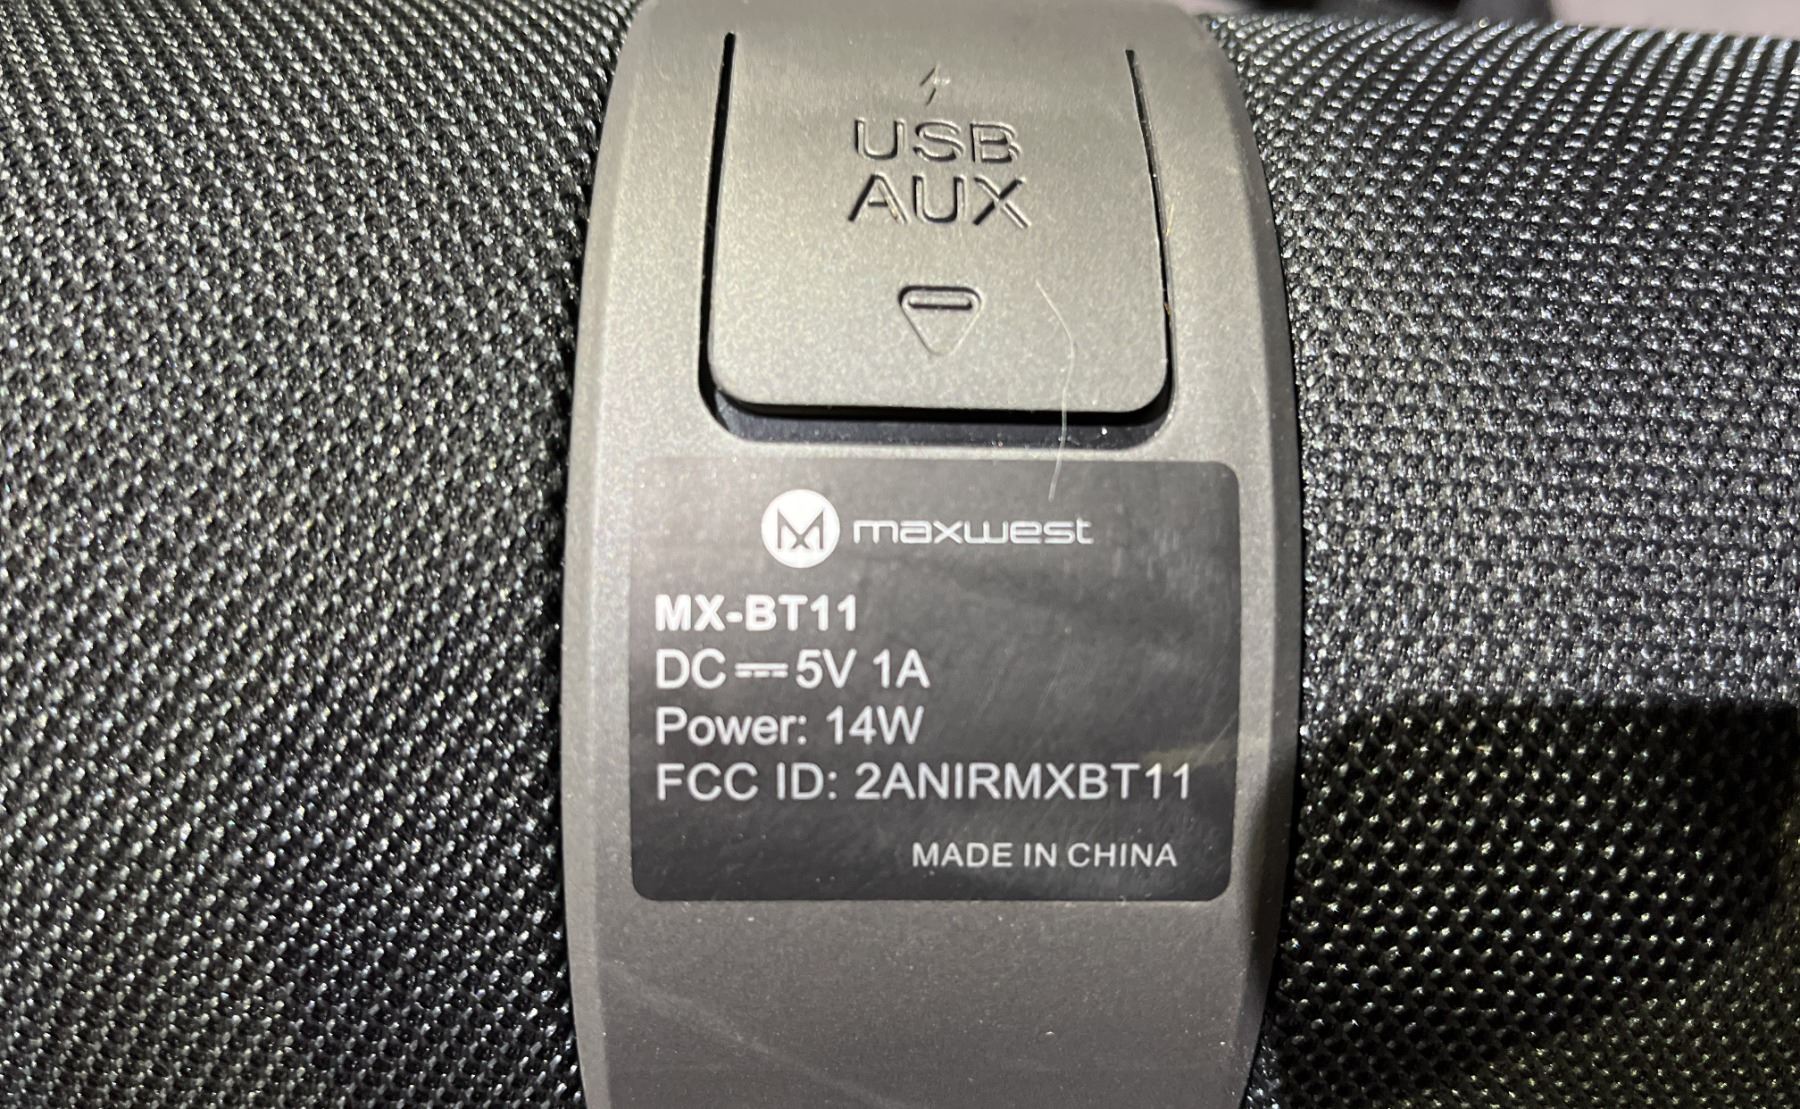 USB
AUX
maxwest
MX-BT11
DC ⎓ 5V 1A
Power: 14W
FCC ID: 2ANIRMXBT11
MADE IN CHINA